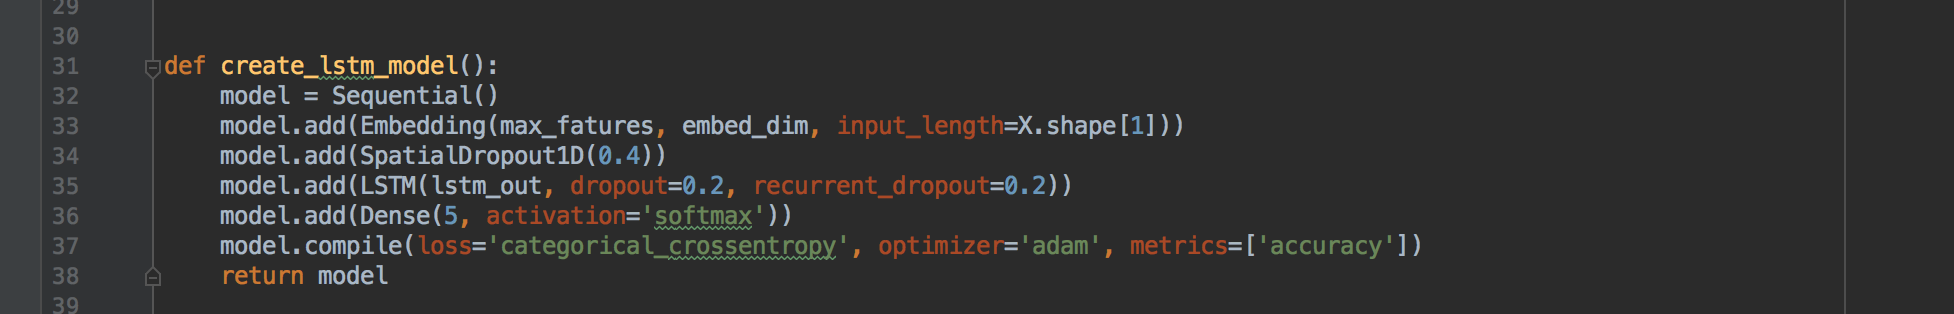 29
30
31 def create_lstm_model():
32     model = Sequential()
33     model.add(Embedding(max_fatures, embed_dim, input_length=X.shape[1]))
34     model.add(SpatialDropout1D(0.4))
35     model.add(LSTM(lstm_out, dropout=0.2, recurrent_dropout=0.2))
36     model.add(Dense(5, activation='softmax'))
37     model.compile(loss='categorical_crossentropy', optimizer='adam', metrics=['accuracy'])
38     return model
39